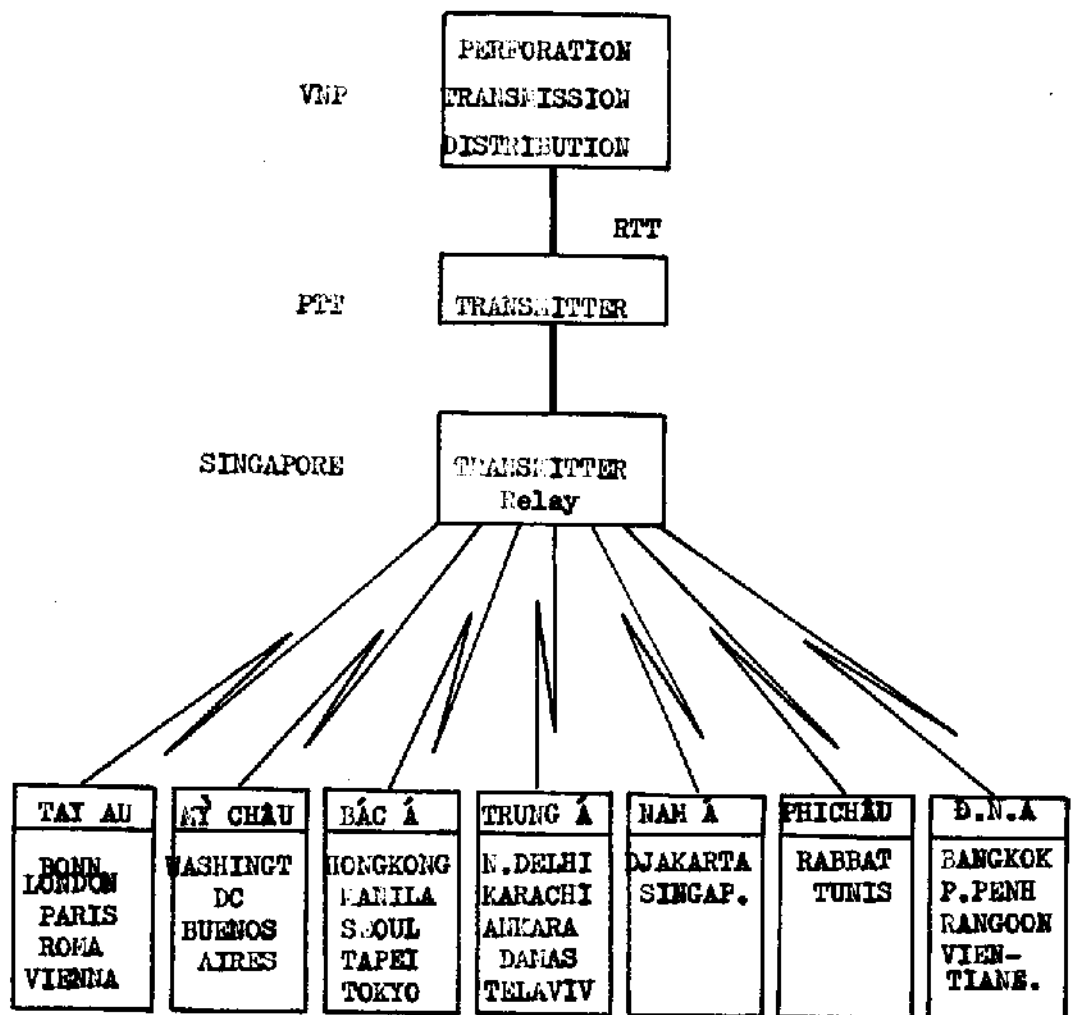 VNP
PERFORATION
TRANSMISSION
DISTRIBUTION
RTT
PTT
TRANSMITTER
SINGAPORE
TRANSMITTER
Relay
TAY AU
BONN
LONDON
PARIS
ROMA
VIENNA
MỸ CHÂU
WASHINGT
DC
BUENOS
AIRES
BÁC Á
HONGKONG
MANILA
SEOUL
TAPEI
TOKYO
TRUNG Á
N.DELHI
KARACHI
ANKARA
DAMAS
TELAVIV
NAM Á
DJAKARTA
SINGAP.
PHICHÂU
RABBAT
TUNIS
Đ.N.A
BANGKOK
P.PENH
RANGOON
VIEN-
TIANE.